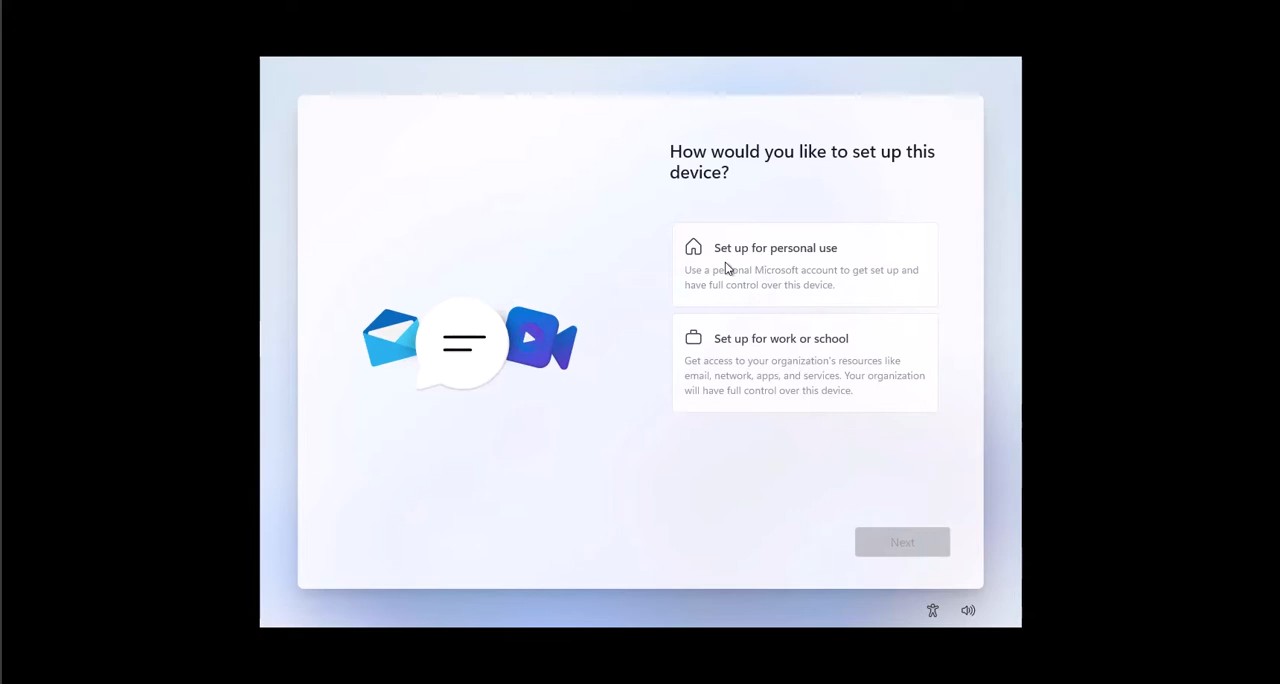 How would you like to set up this
device?
Set up for personal use
Use a personal Microsoft account to get set up and
have full control over this device.
Set up for work or school
Get access to your organization's resources like
email, network, apps, and services. Your organization
will have full control over this device.
Next